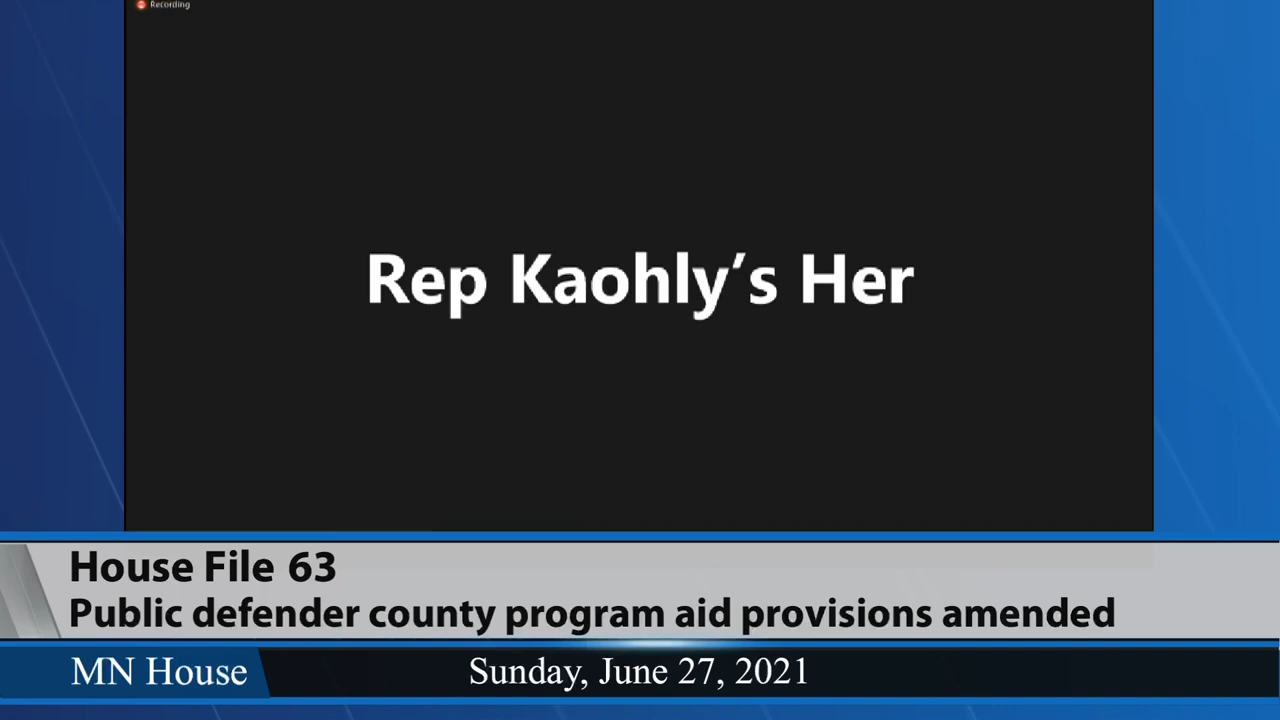 Recording
Rep Kaohly’s Her
House File 63
Public defender county program aid provisions amended
MN House
Sunday, June 27, 2021